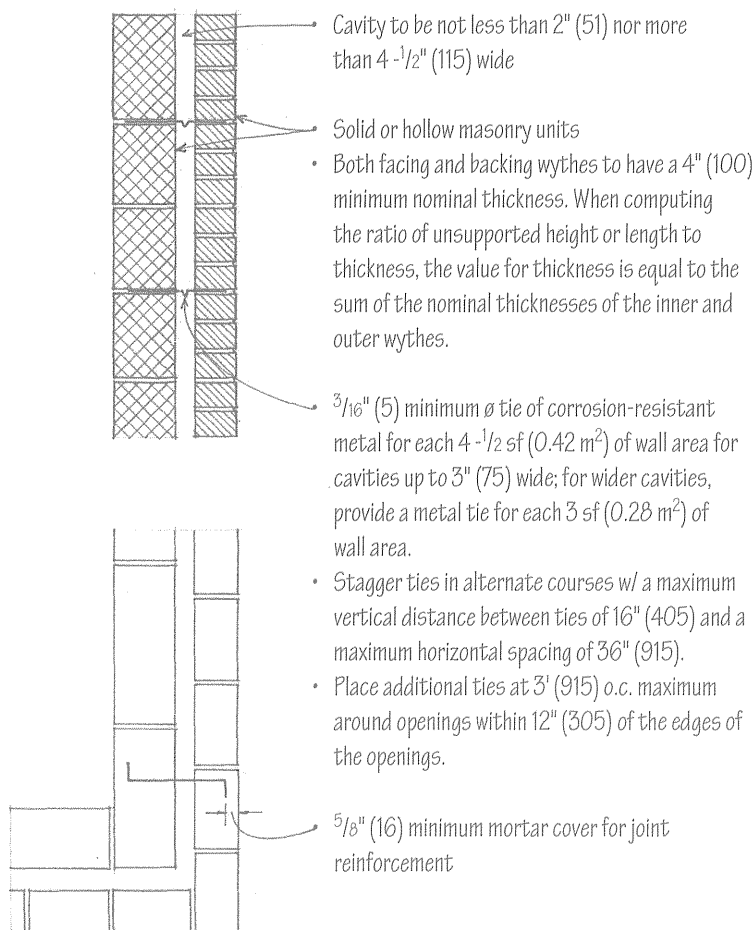 • Cavity to be not less than 2" (51) nor more
than 4 -1/2" (115) wide
• Solid or hollow masonry units
• Both facing and backing wythes to have a 4" (100)
minimum nominal thickness. When computing
the ratio of unsupported height or length to
thickness, the value for thickness is equal to the
sum of the nominal thicknesses of the inner and
outer wythes.
• 3/16" (5) minimum ø tie of corrosion-resistant
metal for each 4 -1/2 sf (0.42 m²) of wall area for
cavities up to 3" (75) wide; for wider cavities,
provide a metal tie for each 3 sf (0.28 m²) of
wall area.
• Stagger ties in alternate courses w/ a maximum
vertical distance between ties of 16" (405) and a
maximum horizontal spacing of 36" (915).
• Place additional ties at 3' (915) o.c. maximum
around openings within 12" (305) of the edges of
the openings.
• 5/8" (16) minimum mortar cover for joint
reinforcement